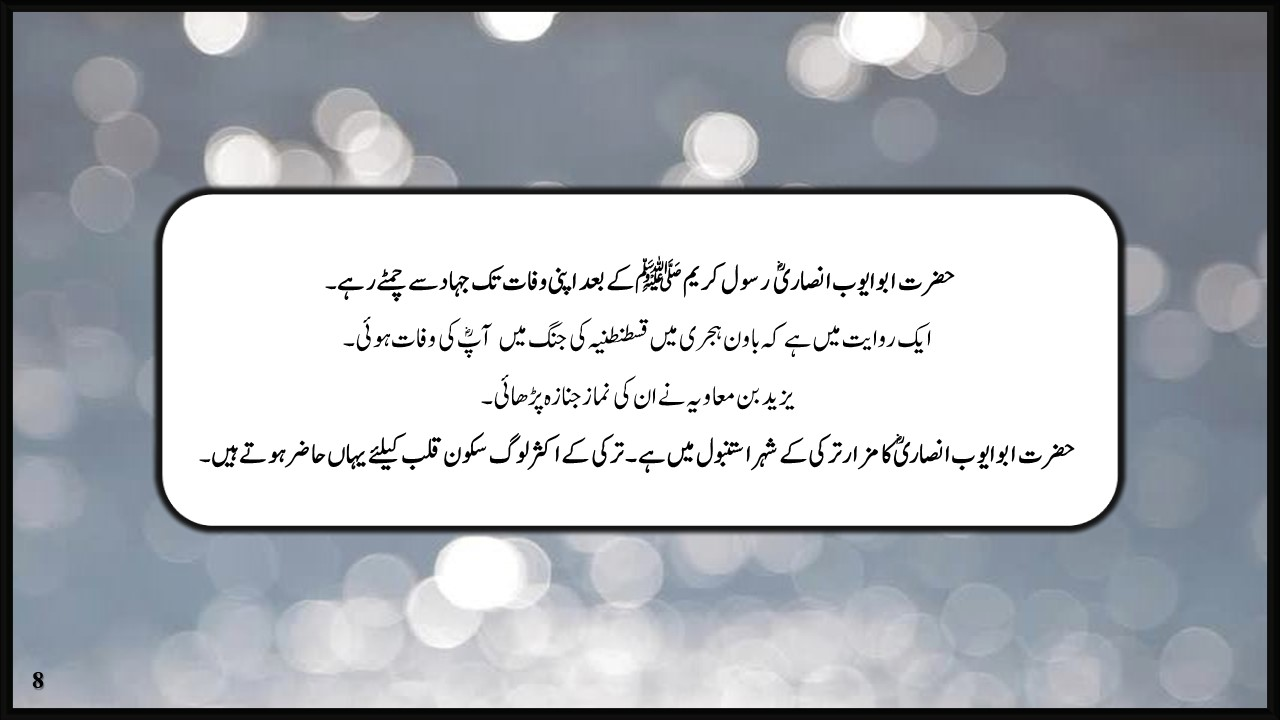 حضرت ابوایوب انصاریؓ رسول کریم ﷺ کے بعد اپنی وفات تک جہاد سے چمٹے رہے۔
ایک روایت میں ہے کہ باون ہجری میں قسطنطنیہ کی جنگ میں آپؓ کی وفات ہوئی۔
یزید بن معاویہ نے ان کی نماز جنازہ پڑھائی۔
حضرت ابوایوب انصاریؓ کا مزار ترکی کے شہر استنبول میں ہے۔ ترکی کے اکثر لوگ سکون قلب کیلئے یہاں حاضر ہوتے ہیں۔
8